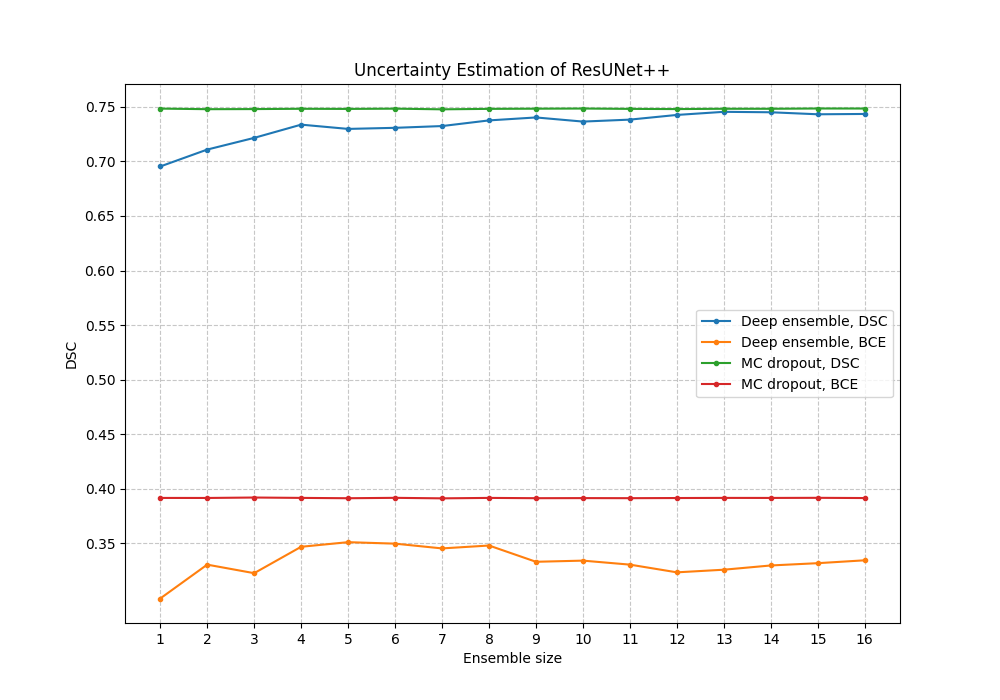 Uncertainty Estimation of ResUNet++
0.75
0.70
0.65
0.60
0.55
0.50
0.45
0.40
0.35
DSC
Deep ensemble, DSC
Deep ensemble, BCE
MC dropout, DSC
MC dropout, BCE
1 2 3 4 5 6 7 8 9 10 11 12 13 14 15 16
Ensemble size